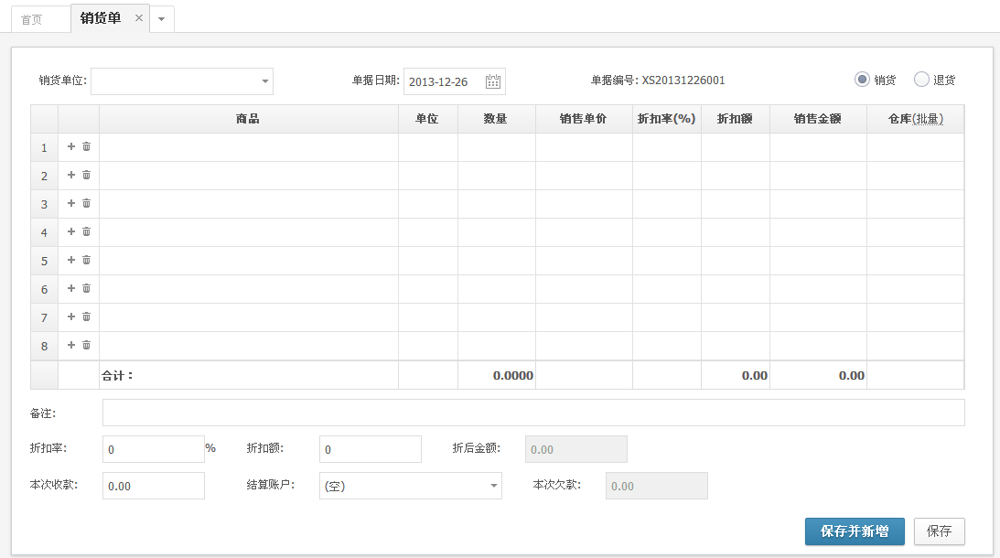 首页 销货单
销货单位: 单据日期: 2013-12-26 单据编号: XS20131226001 销货 退货
商品 单位 数量 销售单价 折扣率(%) 折扣额 销售金额 仓库(批量)
1
2
3
4
5
6
7
8
合计： 0.0000 0.00 0.00
备注:
折扣率: 0 % 折扣额: 0 折后金额: 0.00
本次收款: 0.00 结算账户: (空) 本次欠款: 0.00
保存并新增 保存